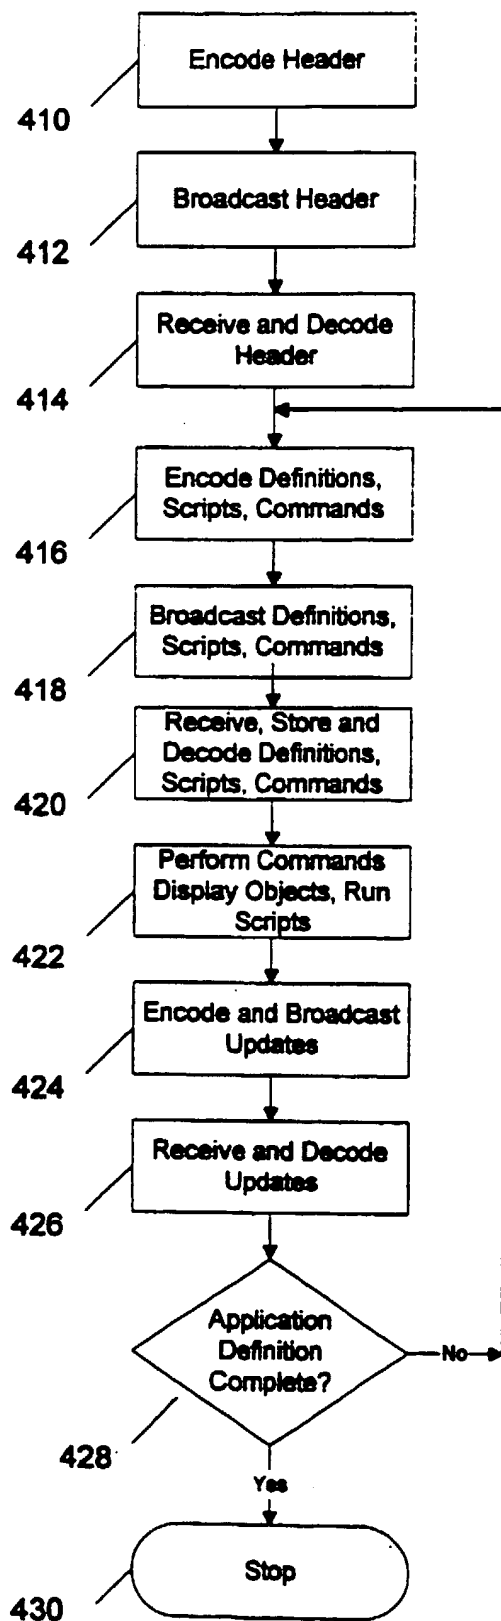 Encode Header
410
Broadcast Header
412
Receive and Decode
Header
414
Encode Definitions,
Scripts, Commands
416
Broadcast Definitions,
Scripts, Commands
418
Receive, Store and
Decode Definitions,
Scripts, Commands
420
Perform Commands
Display Objects, Run
Scripts
422
Encode and Broadcast
Updates
424
Receive and Decode
Updates
426
Application
Definition
Complete?
No
428
Yes
Stop
430